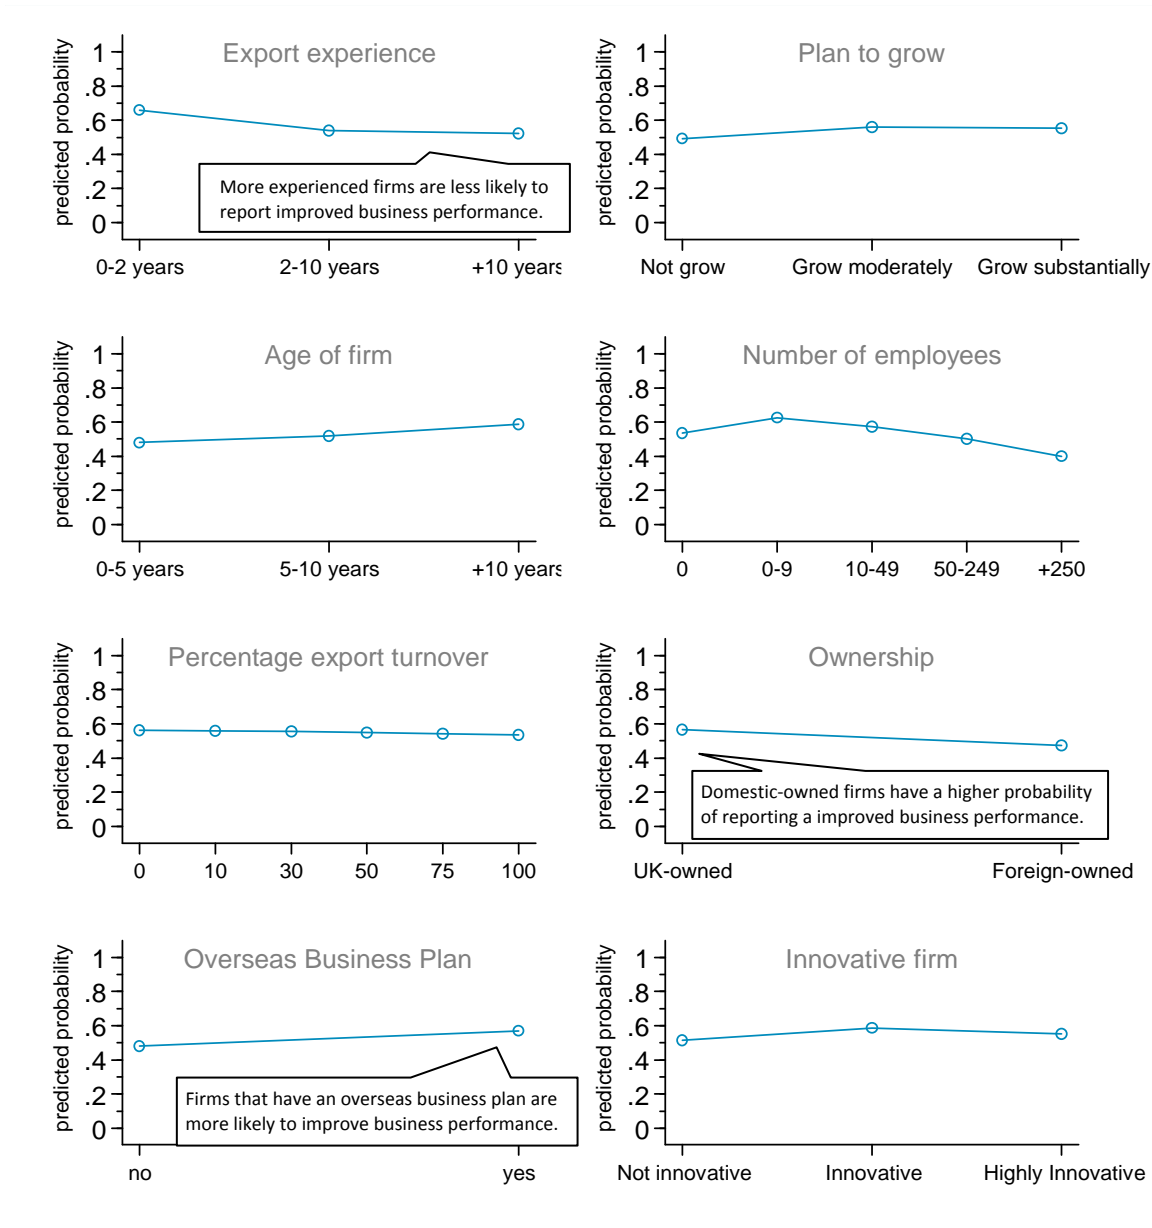 Export experience
predicted probability
1
.8
.6
.4
.2
0
More experienced firms are less likely to
report improved business performance.
0-2 years
2-10 years
+10 years
Plan to grow
predicted probability
1
.8
.6
.4
.2
0
Not grow
Grow moderately
Grow substantially
Age of firm
predicted probability
1
.8
.6
.4
.2
0
0-5 years
5-10 years
+10 years
Number of employees
predicted probability
1
.8
.6
.4
.2
0
0
0-9
10-49
50-249
+250
Percentage export turnover
predicted probability
1
.8
.6
.4
.2
0
0
10
30
50
75
100
Ownership
predicted probability
1
.8
.6
.4
.2
0
Domestic-owned firms have a higher probability
of reporting a improved business performance.
UK-owned
Foreign-owned
Overseas Business Plan
predicted probability
1
.8
.6
.4
.2
0
Firms that have an overseas business plan are
more likely to improve business performance.
no
yes
Innovative firm
predicted probability
1
.8
.6
.4
.2
0
Not innovative
Innovative
Highly Innovative